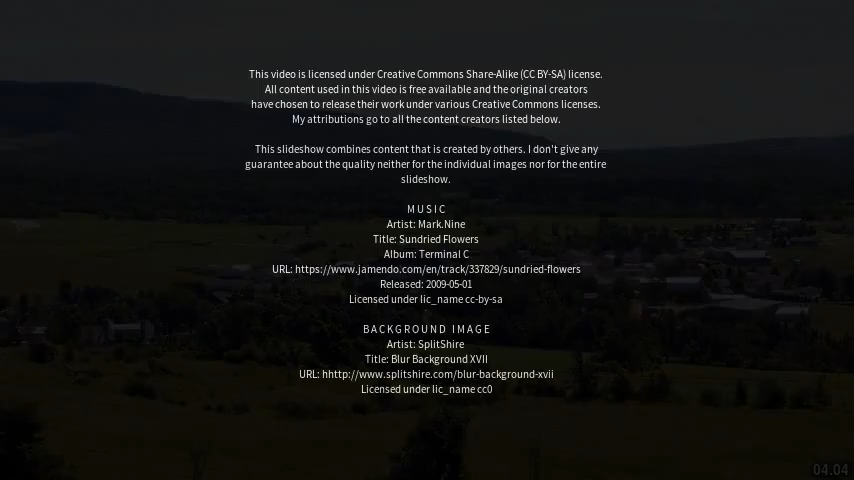 This video is licensed under Creative Commons Share-Alike (CC BY-SA) license.
All content used in this video is free available and the original creators
have chosen to release their work under various Creative Commons licenses.
My attributions go to all the content creators listed below.
This slideshow combines content that is created by others. I don't give any
guarantee about the quality neither for the individual images nor for the entire
slideshow.
MUSIC
Artist: Mark.Nine
Title: Sundried Flowers
Album: Terminal C
URL: https://www.jamendo.com/en/track/337829/sundried-flowers
Released: 2009-05-01
Licensed under lic_name cc-by-sa
BACKGROUND IMAGE
Artist: SplitShire
Title: Blur Background XVII
URL: hhttp://www.splitshire.com/blur-background-xvii
Licensed under lic_name cc0
04.04